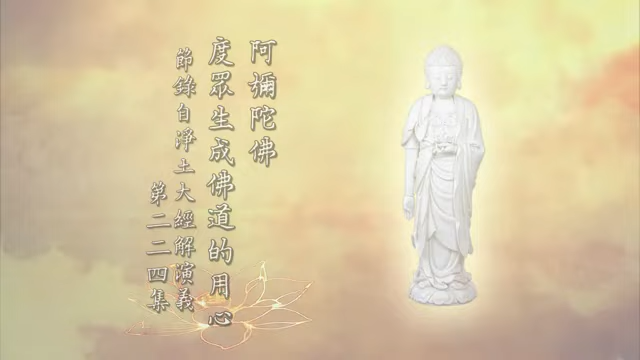 阿彌陀佛
度眾生成佛道的用心
節錄自淨土大經解演義
第二二四集